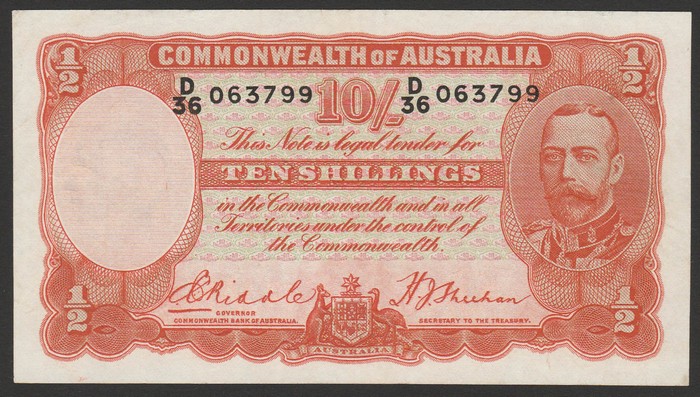 1/2 COMMONWEALTH OF AUSTRALIA 1/2
D/36 063799 10/- D/36 063799
This Note is legal tender for
TEN SHILLINGS
in the Commonwealth and in all
Territories under the control of
the Commonwealth.
E Riddle H J Sheehan
GOVERNOR
COMMONWEALTH BANK OF AUSTRALIA. SECRETARY TO THE TREASURY.
1/2 1/2
AUSTRALIA